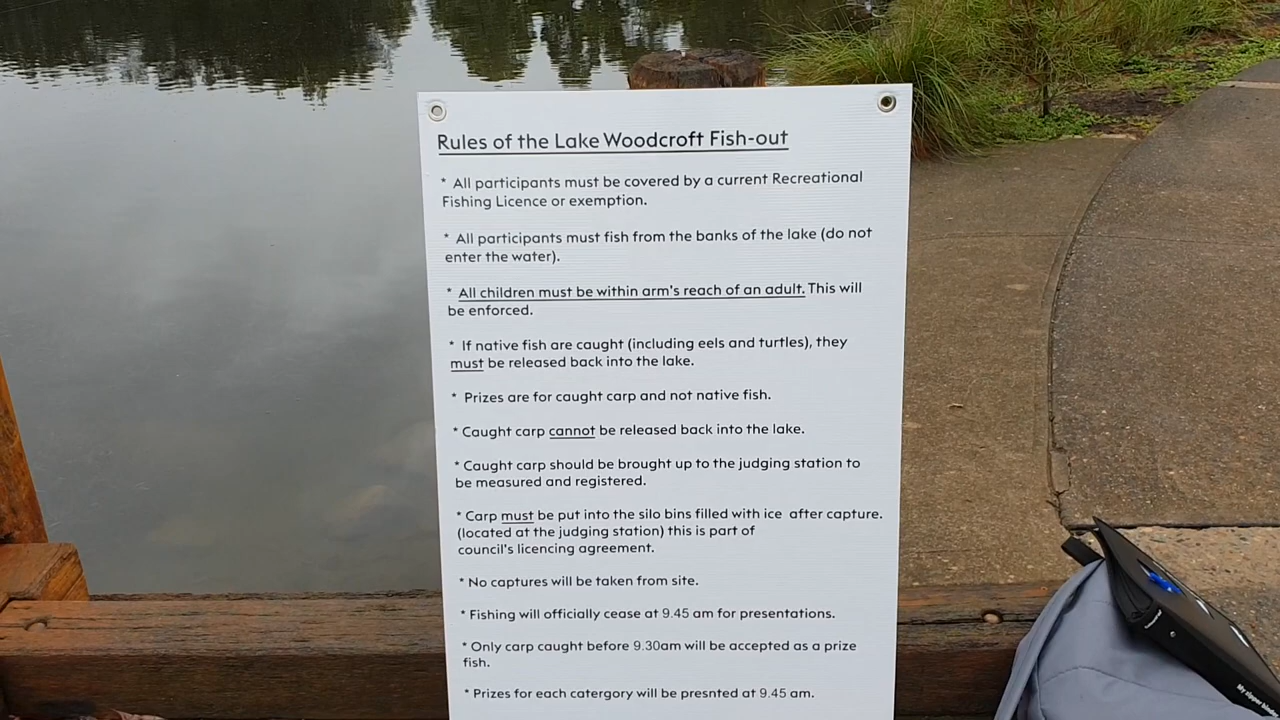 Rules of the Lake Woodcroft Fish-out
* All participants must be covered by a current Recreational
Fishing Licence or exemption.
* All participants must fish from the banks of the lake (do not
enter the water).
* All children must be within arm's reach of an adult. This will
be enforced.
* If native fish are caught (including eels and turtles), they
must be released back into the lake.
* Prizes are for caught carp and not native fish.
* Caught carp cannot be released back into the lake.
* Caught carp should be brought up to the judging station to
be measured and registered.
* Carp must be put into the silo bins filled with ice after capture.
(located at the judging station) this is part of
council's licencing agreement.
* No captures will be taken from site.
* Fishing will officially cease at 9.45 am for presentations.
* Only carp caught before 9.30am will be accepted as a prize
fish.
* Prizes for each catergory will be presnted at 9.45 am.
My zipper binder